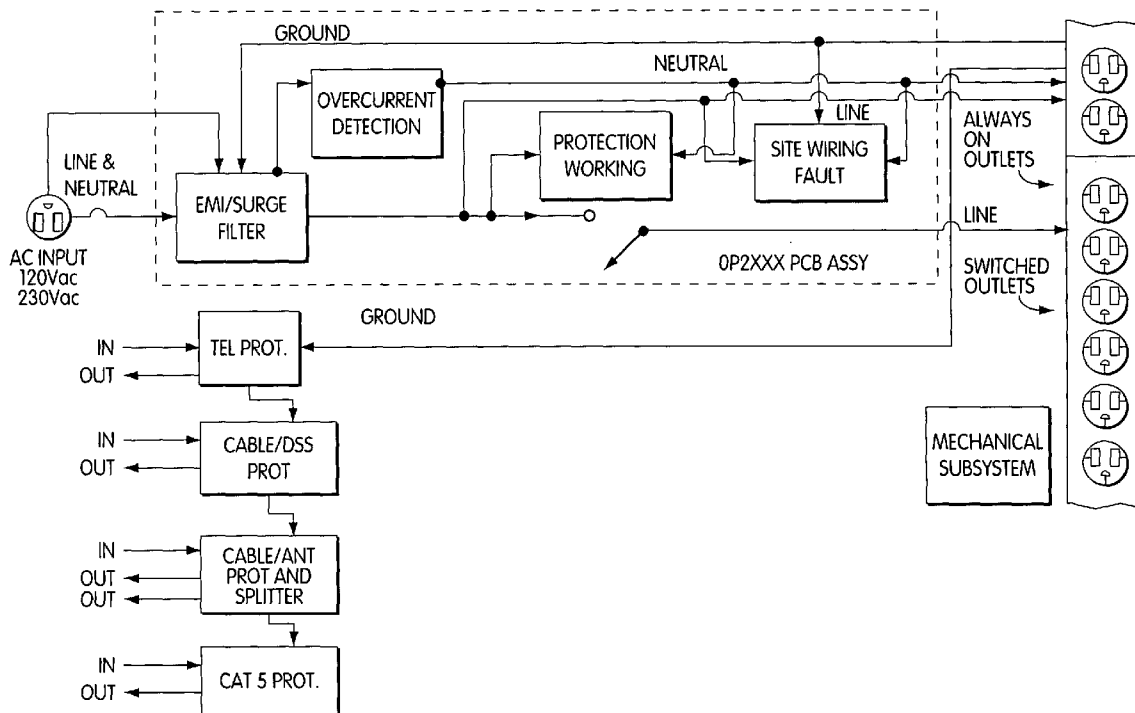 GROUND
NEUTRAL
OVERCURRENT
DETECTION
LINE
PROTECTION
WORKING
SITE WIRING
FAULT
ALWAYS
ON
OUTLETS
LINE &
NEUTRAL
EMI/SURGE
FILTER
AC INPUT
120Vac
230Vac
LINE
0P2XXX PCB ASSY
SWITCHED
OUTLETS
GROUND
IN
OUT
TEL PROT.
IN
OUT
CABLE/DSS
PROT
MECHANICAL
SUBSYSTEM
IN
OUT
OUT
CABLE/ANT
PROT AND
SPLITTER
IN
OUT
CAT 5 PROT.